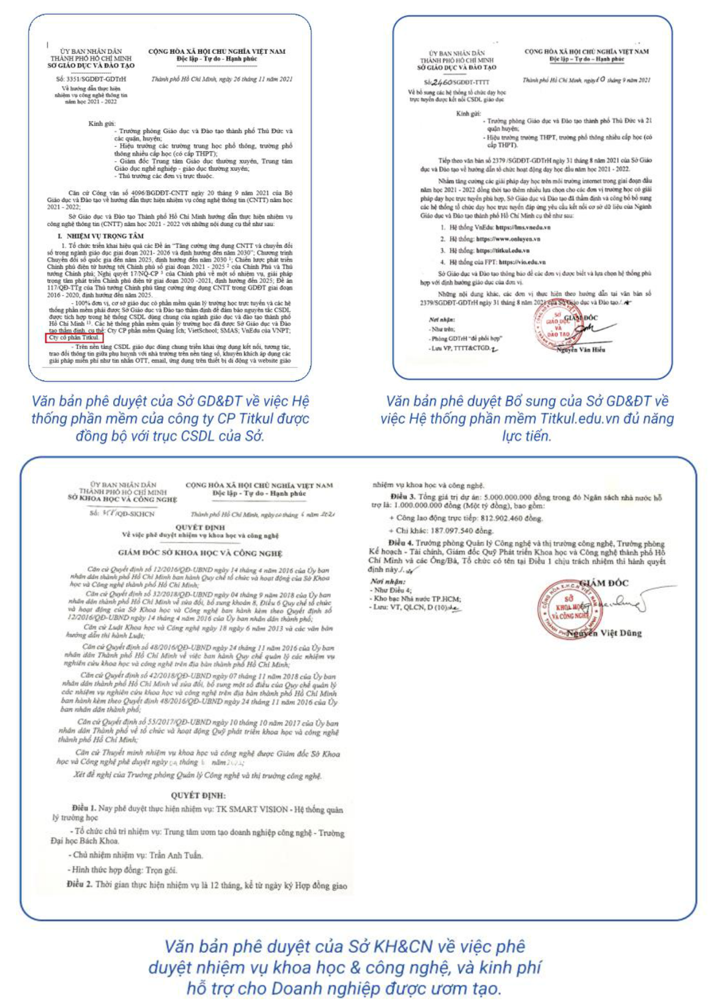 ỦY BAN NHÂN DÂN
THÀNH PHỐ HỒ CHÍ MINH
SỞ GIÁO DỤC VÀ ĐÀO TẠO
Số: 3351/SGDĐT-GDTrH
Về hướng dẫn thực hiện
nhiệm vụ công nghệ thông tin
năm học 2021 - 2022
CỘNG HÒA XÃ HỘI CHỦ NGHĨA VIỆT NAM
Độc lập - Tự do - Hạnh phúc
Thành phố Hồ Chí Minh, ngày 26 tháng 11 năm 2021
Kính gửi:
- Trưởng phòng Giáo dục và Đào tạo thành phố Thủ Đức và
các quận, huyện;
- Hiệu trưởng các trường trung học phổ thông, trường phổ
thông nhiều cấp học (có cấp THPT);
- Giám đốc Trung tâm Giáo dục thường xuyên, Trung tâm
Giáo dục nghề nghiệp - giáo dục thường xuyên;
- Thủ trưởng các đơn vị trực thuộc.
Căn cứ Công văn số 4096/BGDĐT-CNTT ngày 20 tháng 9 năm 2021 của Bộ
Giáo dục và Đào tạo về hướng dẫn thực hiện nhiệm vụ công nghệ thông tin (CNTT) năm học
2021 - 2022;
Sở Giáo dục và Đào tạo Thành phố Hồ Chí Minh hướng dẫn thực hiện nhiệm vụ
công nghệ thông tin (CNTT) năm học 2021 - 2022 với những nội dung cụ thể như sau:
I. NHIỆM VỤ TRỌNG TÂM
1. Tổ chức triển khai hiệu quả các Đề án "Tăng cường ứng dụng CNTT và chuyển đổi
số trong ngành giáo dục giai đoạn 2021- 2026 và định hướng đến năm 2030"; Chương trình
Chuyển đổi số quốc gia đến năm 2025, định hướng đến năm 2030 ¹; Chiến lược phát triển
Chính phủ điện tử hướng tới Chính phủ số giai đoạn 2021 - 2025 ² của Chính Phủ và Thủ
tướng Chính phủ; Nghị quyết 17/NQ-CP ³ của Chính phủ về một số nhiệm vụ, giải pháp
trọng tâm phát triển Chính phủ điện tử giai đoạn 2020 -2021, định hướng đến 2025; Đề án
117/QĐ-TTg của Thủ tướng Chính phủ tăng cường ứng dụng CNTT trong GDĐT giai đoạn
2016 - 2020, định hướng đến năm 2025.
- 100% đơn vị, cơ sở giáo dục có phần mềm quản lý trường học trực tuyến và các hệ
thống phần mềm phải được Sở Giáo dục và Đào tạo thẩm định để đảm bảo nguyên tắc CSDL
được tích hợp trong hệ thống CSDL dùng chung của ngành giáo dục và đào tạo thành phố
Hồ Chí Minh ¹⁵. Các hệ thống phần mềm quản lý trường học đã được Sở Giáo dục và Đào
tạo thẩm định, cụ thể: Cty CP phần mềm Quảng Ích; VietSchool; SMAS; VnEdu của VNPT;
Cty cổ phần Titkul.
- Trên nền tảng CSDL giáo dục dùng chung triển khai ứng dụng kết nối, tương tác,
trao đổi thông tin giữa phụ huynh với nhà trường trên nền tảng số, khuyến khích áp dụng các
giải pháp miễn phí như tin nhắn OTT, email, ứng dụng trên thiết bị di động và website giáo
Văn bản phê duyệt của Sở GD&ĐT về việc Hệ
thống phần mềm của công ty CP Titkul được
đồng bộ với trục CSDL của Sở.
ỦY BAN NHÂN DÂN
THÀNH PHỐ HỒ CHÍ MINH
SỞ GIÁO DỤC VÀ ĐÀO TẠO
Số: 2460/SGDĐT-TTTT
Về bổ sung các hệ thống tổ chức dạy học
trực tuyến được kết nối CSDL giáo dục
CỘNG HÒA XÃ HỘI CHỦ NGHĨA VIỆT NAM
Độc lập – Tự do – Hạnh phúc
Thành phố Hồ Chí Minh, ngày 10 tháng 9 năm 2021
Kính gửi:
- Trưởng phòng Giáo dục và Đào tạo thành phố Thủ Đức và 21
quận huyện;
- Hiệu trưởng trường THPT, trường phổ thông nhiều cấp học (có
cấp THPT).
Tiếp theo văn bản số 2379 /SGDĐT-GDTrH ngày 31 tháng 8 năm 2021 của Sở Giáo
dục và Đào tạo về hướng dẫn tổ chức hoạt động dạy học đầu năm học 2021 - 2022.
Nhằm tăng cường các giải pháp dạy học trên môi trường internet trong giai đoạn đầu
năm học 2021 - 2022 đồng thời tạo thêm nhiều lựa chọn cho các đơn vị trường học có giải
pháp dạy học trực tuyến phù hợp, Sở Giáo dục và Đào tạo đã thẩm định và công bố bổ sung
các hệ thống tổ chức dạy học trực tuyến đáp ứng yêu cầu kết nối cơ sở dữ liệu của Ngành
Giáo dục và Đào tạo thành phố Hồ Chí Minh cụ thể như sau:
1. Hệ thống VnEdu: https://lms.vnedu.vn
2. Hệ thống: https://www.onluyen.vn
3. Hệ thống: https://titkul.edu.vn
4. Hệ thống của FPT: https://vio.edu.vn
Sở Giáo dục và Đào tạo thông báo để các đơn vị được biết và lựa chọn hệ thống phù
hợp với định hướng giáo dục của đơn vị.
Những nội dung khác, các đơn vị thực hiện theo hướng dẫn tại văn bản số
2379/SGDĐT-GDTrH ngày 31 tháng 8 năm 2021 của Sở Giáo dục và Đào tạo./.
Nơi nhận:
- Như trên;
- Phòng GDTrH "để phối hợp"
- Lưu VP, TTTT&CTGD.
GIÁM ĐỐC
SỞ
GIÁO DỤC
VÀ
ĐÀO TẠO
Nguyễn Văn Hiếu
Văn bản phê duyệt Bổ sung của Sở GD&ĐT về
việc Hệ thống phần mềm Titkul.edu.vn đủ năng
lực tiển.
ỦY BAN NHÂN DÂN
THÀNH PHỐ HỒ CHÍ MINH
SỞ KHOA HỌC VÀ CÔNG NGHỆ
Số: /QĐ-SKHCN
CỘNG HÒA XÃ HỘI CHỦ NGHĨA VIỆT NAM
Độc lập - Tự do - Hạnh phúc
Thành phố Hồ Chí Minh, ngày tháng 6 năm 2021
QUYẾT ĐỊNH
Về việc phê duyệt nhiệm vụ khoa học và công nghệ
GIÁM ĐỐC SỞ KHOA HỌC VÀ CÔNG NGHỆ
Căn cứ Quyết định số 12/2016/QĐ-UBND ngày 14 tháng 4 năm 2016 của Ủy ban
nhân dân thành phố Hồ Chí Minh ban hành Quy chế tổ chức và hoạt động của Sở Khoa
học và Công nghệ thành phố Hồ Chí Minh;
Căn cứ Quyết định số 32/2018/QĐ-UBND ngày 04 tháng 9 năm 2018 của Ủy ban
nhân dân thành phố Hồ Chí Minh về sửa đổi, bổ sung khoản 8, Điều 6 Quy chế tổ chức
và hoạt động của Sở Khoa học và Công nghệ ban hành kèm theo Quyết định số
12/2016/QĐ-UBND ngày 14 tháng 4 năm 2016 của Ủy ban nhân dân thành phố;
Căn cứ Luật Khoa học và Công nghệ ngày 18 ngày 6 năm 2013 và các văn bản
hướng dẫn thi hành Luật;
Căn cứ Quyết định số 48/2016/QĐ-UBND ngày 24 tháng 11 năm 2016 của Ủy ban
nhân dân Thành phố Hồ Chí Minh về việc ban hành Quy chế quản lý các nhiệm vụ
nghiên cứu khoa học và công nghệ trên địa bàn thành phố Hồ Chí Minh;
Căn cứ Quyết định số 42/2018/QĐ-UBND ngày 07 tháng 11 năm 2018 của Ủy ban
nhân dân thành phố Hồ Chí Minh về sửa đổi, bổ sung một số điều của Quy chế quản lý
các nhiệm vụ nghiên cứu khoa học và công nghệ trên địa bàn thành phố Hồ Chí Minh
ban hành kèm theo Quyết định 48/2016/QĐ-UBND ngày 24 tháng 11 năm 2016 của Ủy
ban nhân dân thành phố;
Căn cứ Quyết định số 55/2017/QĐ-UBND ngày 10 tháng 10 năm 2017 của Ủy ban
nhân dân Thành phố về tổ chức và hoạt động Quỹ phát triển khoa học và công nghệ
thành phố Hồ Chí Minh;
Căn cứ Thuyết minh nhiệm vụ khoa học và công nghệ được Giám đốc Sở Khoa
học và Công nghệ phê duyệt ngày tháng năm
Xét đề nghị của Trưởng phòng Quản lý Công nghệ và thị trường công nghệ.
QUYẾT ĐỊNH:
Điều 1. Nay phê duyệt thực hiện nhiệm vụ: TK SMART VISION - Hệ thống quản
lý trường học
- Tổ chức chủ trì nhiệm vụ: Trung tâm ươm tạo doanh nghiệp công nghệ - Trường
Đại học Bách Khoa.
- Chủ nhiệm nhiệm vụ: Trần Anh Tuấn.
- Hình thức hợp đồng: Trọn gói.
Điều 2. Thời gian thực hiện nhiệm vụ là 12 tháng, kể từ ngày ký Hợp đồng giao
nhiệm vụ khoa học và công nghệ.
Điều 3. Tổng giá trị dự án: 5.000.000.000 đồng trong đó Ngân sách nhà nước hỗ
trợ là: 1.000.000.000 đồng (Một tỷ đồng), bao gồm:
+ Công lao động trực tiếp: 812.902.460 đồng.
+ Chi khác: 187.097.540 đồng.
Điều 4. Trưởng phòng Quản lý Công nghệ và thị trường công nghệ, Trưởng phòng
Kế hoạch - Tài chính, Giám đốc Quỹ Phát triển Khoa học và Công nghệ thành phố Hồ
Chí Minh và các Ông/Bà, Tổ chức có tên tại Điều 1 chịu trách nhiệm thi hành quyết
định này./.
Nơi nhận:
- Như Điều 4;
- Kho bạc Nhà nước TP.HCM;
- Lưu: VT, QLCN, D (10)
GIÁM ĐỐC
SỞ
KHOA HỌC
VÀ CÔNG NGHỆ
Nguyễn Việt Dũng
Văn bản phê duyệt của Sở KH&CN về việc phê
duyệt nhiệm vụ khoa học & công nghệ, và kinh phí
hỗ trợ cho Doanh nghiệp được ươm tạo.